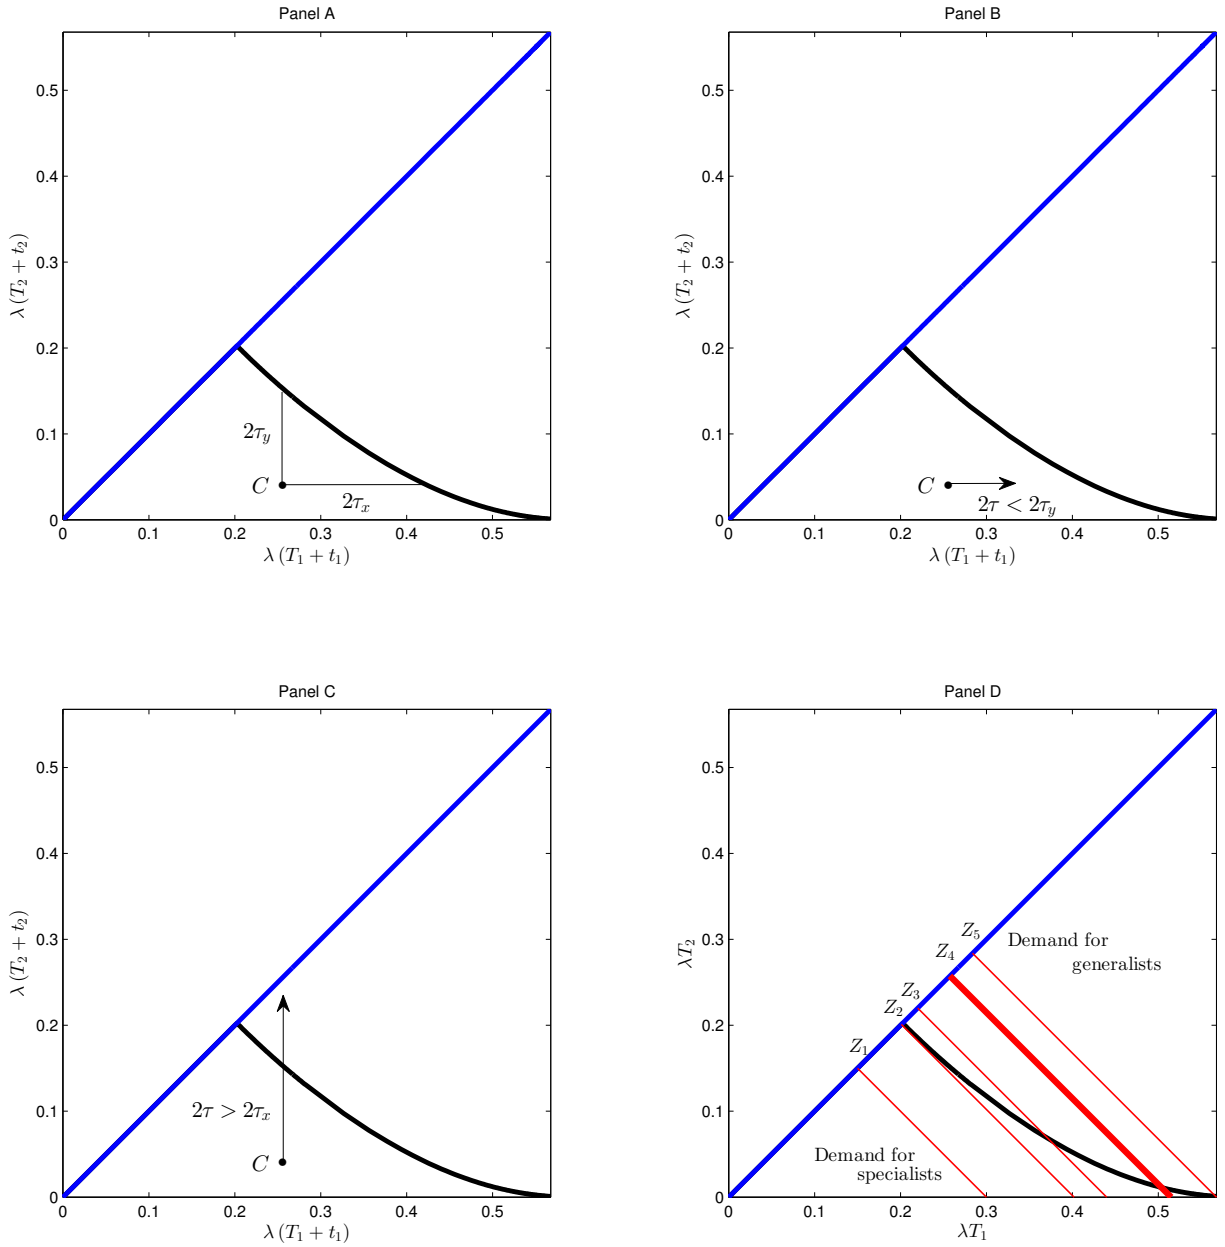 Panel A
0.5
0.4
0.3
0.2
0.1
0
λ (T₂ + t₂)
2τ_y
C
2τ_x
0 0.1 0.2 0.3 0.4 0.5
λ (T₁ + t₁)
Panel B
0.5
0.4
0.3
0.2
0.1
0
λ (T₂ + t₂)
C
2τ < 2τ_y
0 0.1 0.2 0.3 0.4 0.5
λ (T₁ + t₁)
Panel C
0.5
0.4
0.3
0.2
0.1
0
λ (T₂ + t₂)
2τ > 2τ_x
C
0 0.1 0.2 0.3 0.4 0.5
λ (T₁ + t₁)
Panel D
0.5
0.4
0.3
0.2
0.1
0
λT₂
Z₅
Z₄
Z₃
Z₂
Z₁
Demand for
generalists
Demand for
specialists
0 0.1 0.2 0.3 0.4 0.5
λT₁